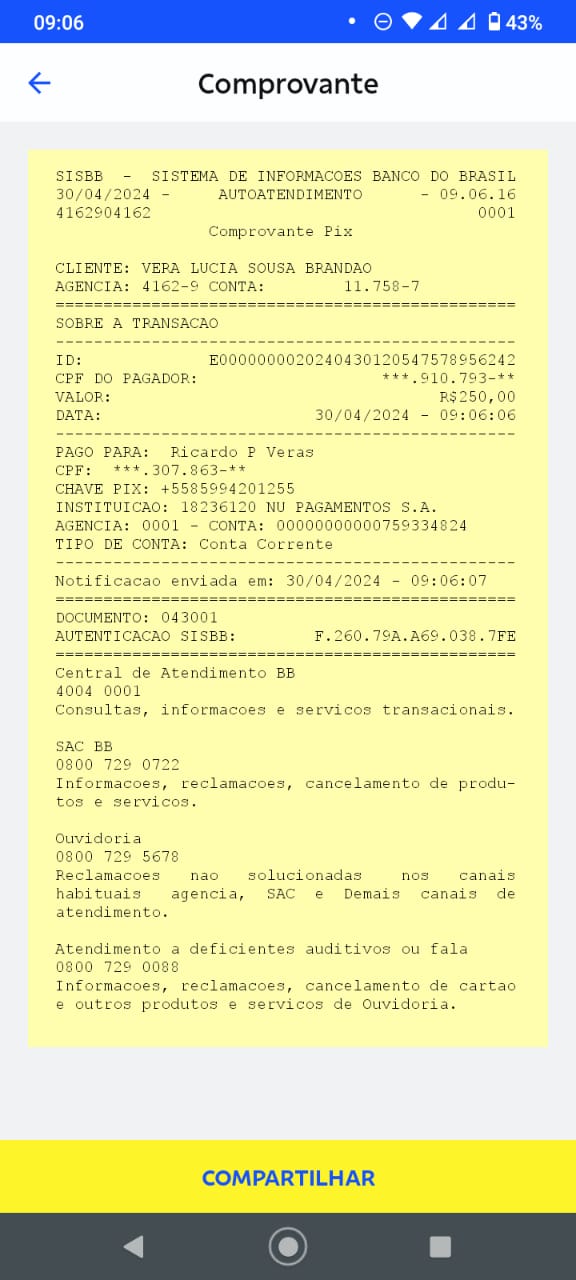 09:06
43%
Comprovante
SISBB - SISTEMA DE INFORMACOES BANCO DO BRASIL
30/04/2024 - AUTOATENDIMENTO - 09.06.16
4162904162 0001
Comprovante Pix
CLIENTE: VERA LUCIA SOUSA BRANDAO
AGENCIA: 4162-9 CONTA: 11.758-7
================================================
SOBRE A TRANSACAO
------------------------------------------------
ID: E0000000020240430120547578956242
CPF DO PAGADOR: ***.910.793-**
VALOR: R$250,00
DATA: 30/04/2024 - 09:06:06
------------------------------------------------
PAGO PARA: Ricardo P Veras
CPF: ***.307.863-**
CHAVE PIX: +5585994201255
INSTITUICAO: 18236120 NU PAGAMENTOS S.A.
AGENCIA: 0001 - CONTA: 00000000000759334824
TIPO DE CONTA: Conta Corrente
------------------------------------------------
Notificacao enviada em: 30/04/2024 - 09:06:07
================================================
DOCUMENTO: 043001
AUTENTICACAO SISBB: F.260.79A.A69.038.7FE
================================================
Central de Atendimento BB
4004 0001
Consultas, informacoes e servicos transacionais.
SAC BB
0800 729 0722
Informacoes, reclamacoes, cancelamento de produ-
tos e servicos.
Ouvidoria
0800 729 5678
Reclamacoes nao solucionadas nos canais
habituais agencia, SAC e Demais canais de
atendimento.
Atendimento a deficientes auditivos ou fala
0800 729 0088
Informacoes, reclamacoes, cancelamento de cartao
e outros produtos e servicos de Ouvidoria.
COMPARTILHAR